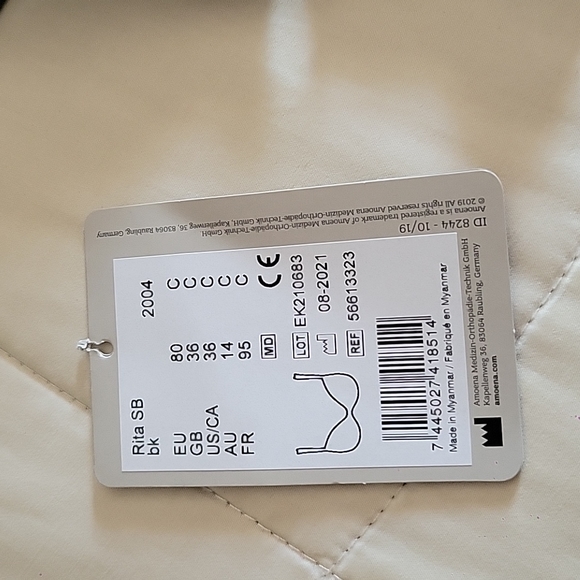 Rita SB 2004
bk
EU 80 C
GB 36 C
US/CA 36 C
AU 14 C
FR 95 C
MD CE
LOT EK210683
08-2021
REF 56613323
7 445027 418514
Made in Myanmar / Fabriqué en Myanmar
Amoena Medizin-Orthopädie-Technik GmbH
Kapellenweg 36, 83064 Raubling, Germany
amoena.com
ID 8244 - 10/19
© 2019 All rights reserved Amoena Medizin-Orthopädie-Technik GmbH, Kapellenweg 36, 83064 Raubling, Germany
Amoena is a registered trademark of Amoena Medizin-Orthopädie-Technik GmbH.